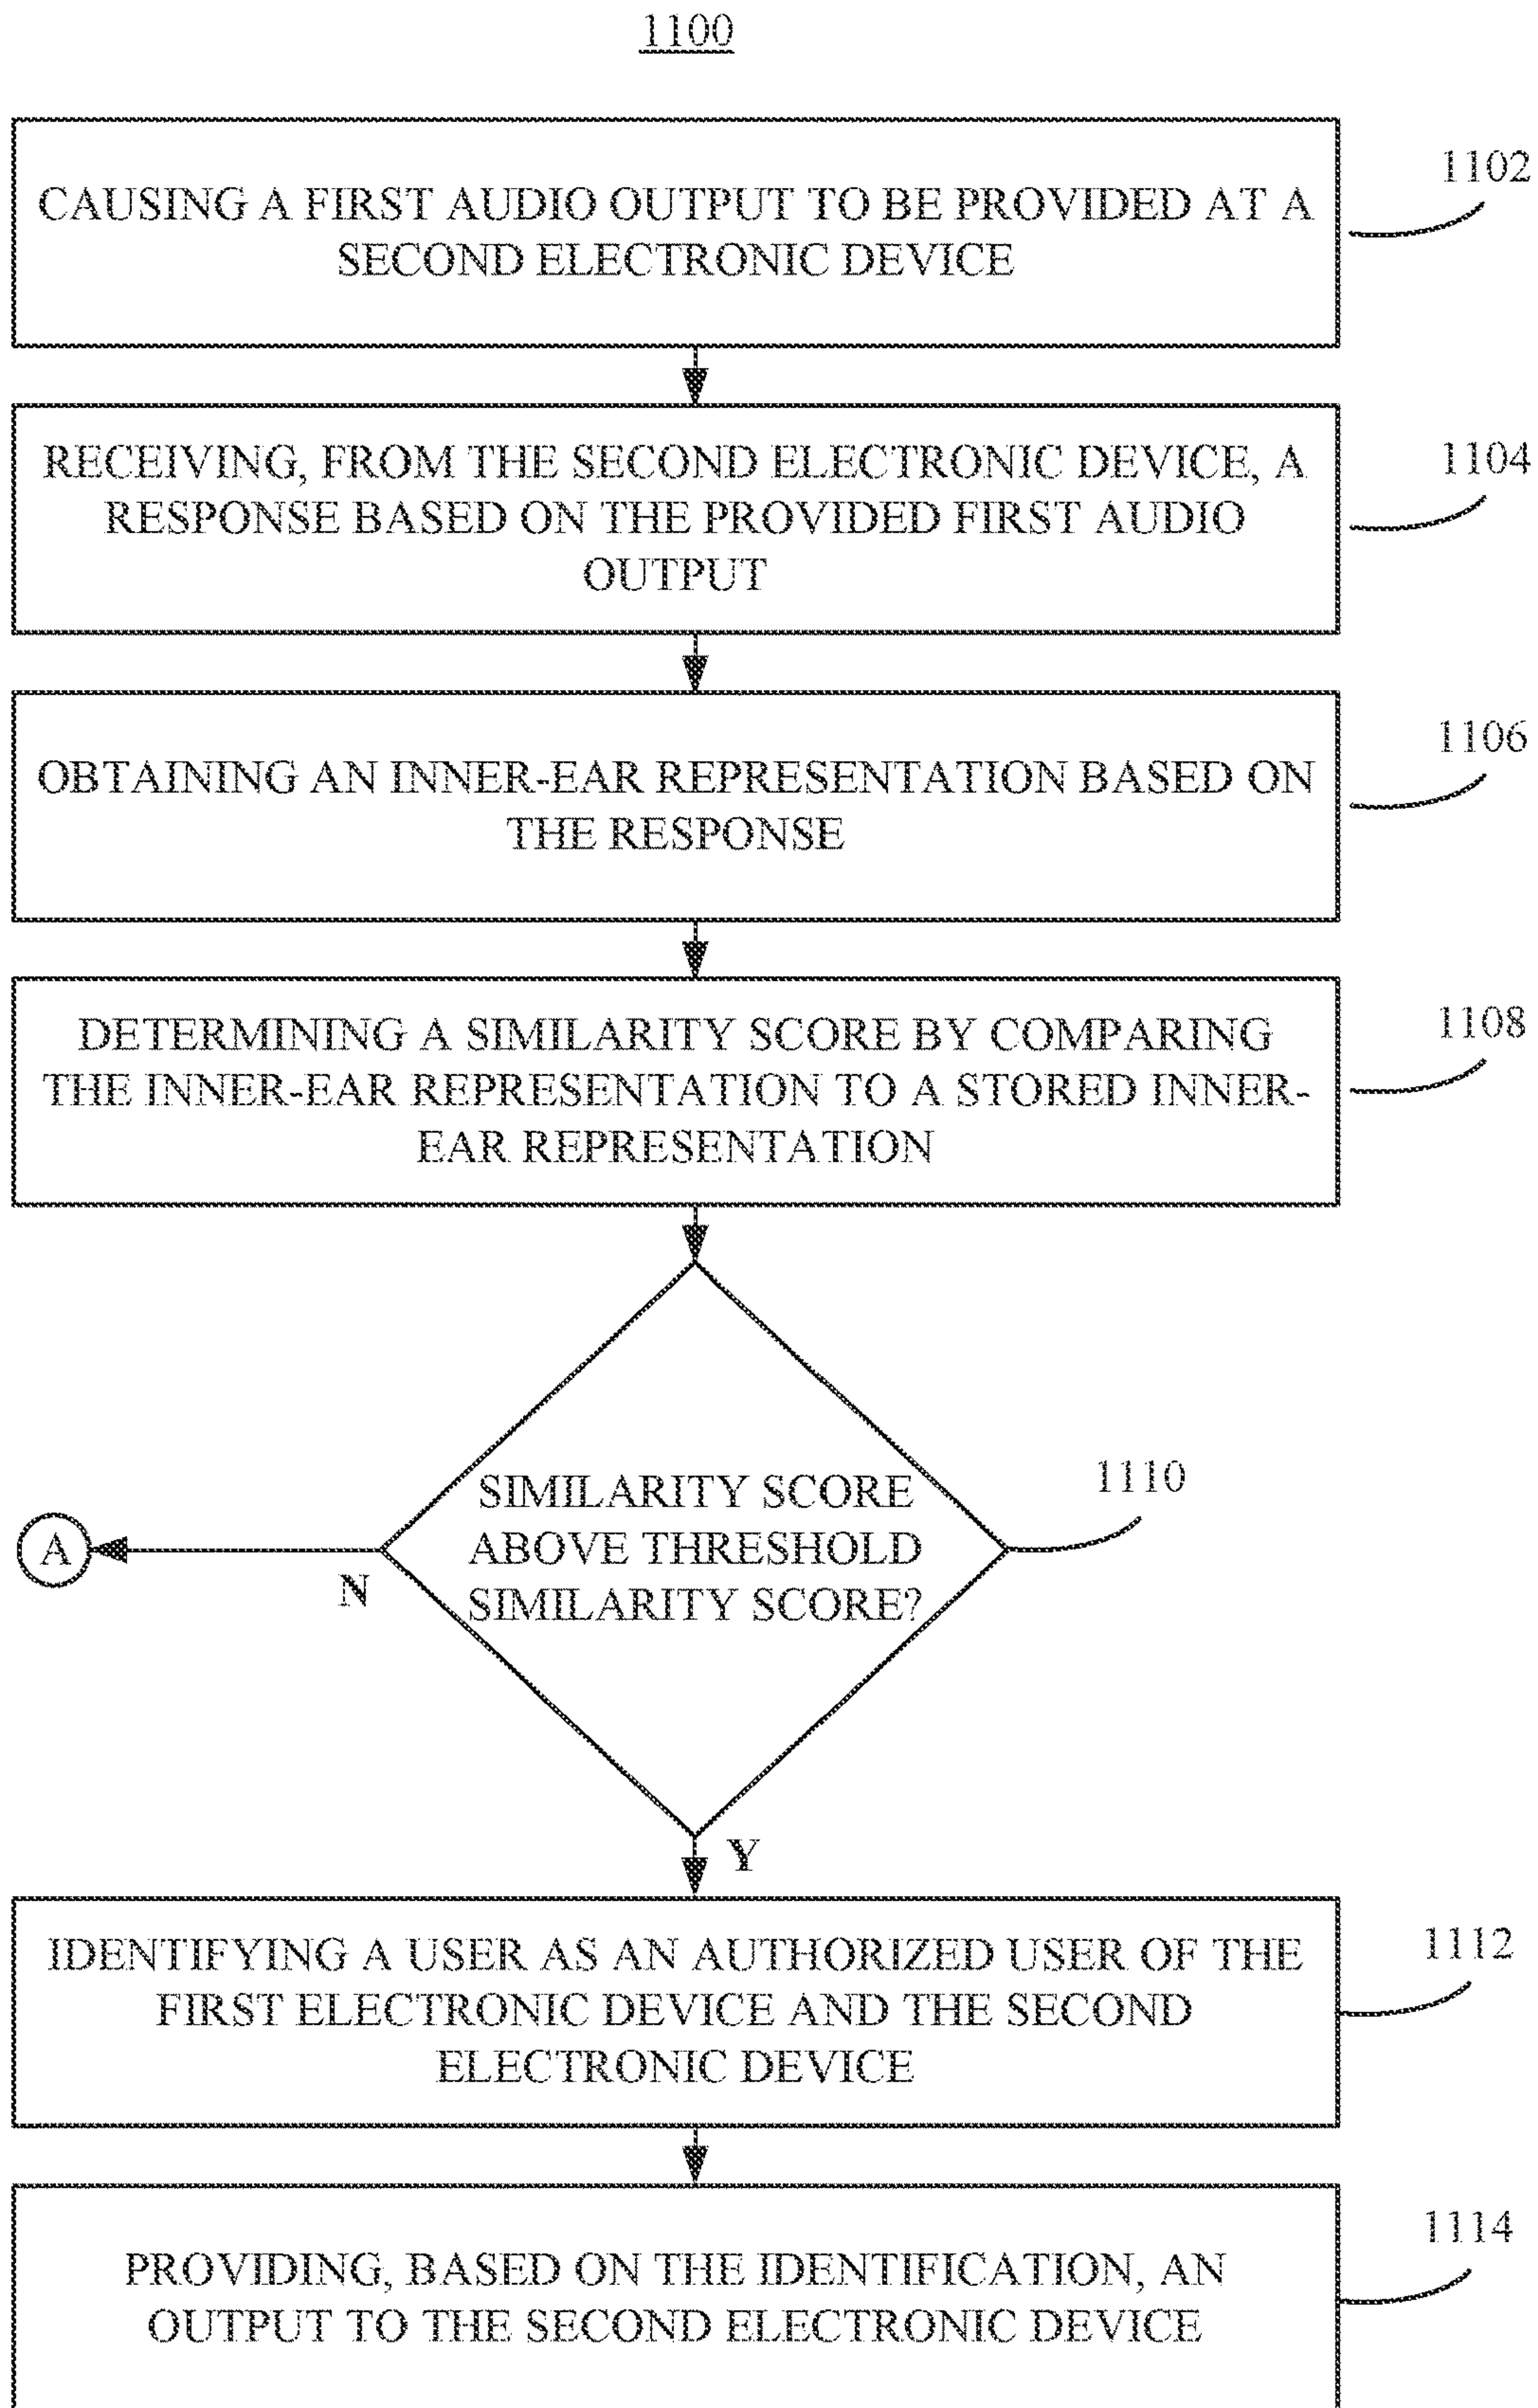 1100
CAUSING A FIRST AUDIO OUTPUT TO BE PROVIDED AT A
SECOND ELECTRONIC DEVICE
1102
RECEIVING, FROM THE SECOND ELECTRONIC DEVICE, A
RESPONSE BASED ON THE PROVIDED FIRST AUDIO
OUTPUT
1104
OBTAINING AN INNER-EAR REPRESENTATION BASED ON
THE RESPONSE
1106
DETERMINING A SIMILARITY SCORE BY COMPARING
THE INNER-EAR REPRESENTATION TO A STORED INNER-
EAR REPRESENTATION
1108
SIMILARITY SCORE
ABOVE THRESHOLD
SIMILARITY SCORE?
1110
A
N
Y
IDENTIFYING A USER AS AN AUTHORIZED USER OF THE
FIRST ELECTRONIC DEVICE AND THE SECOND
ELECTRONIC DEVICE
1112
PROVIDING, BASED ON THE IDENTIFICATION, AN
OUTPUT TO THE SECOND ELECTRONIC DEVICE
1114